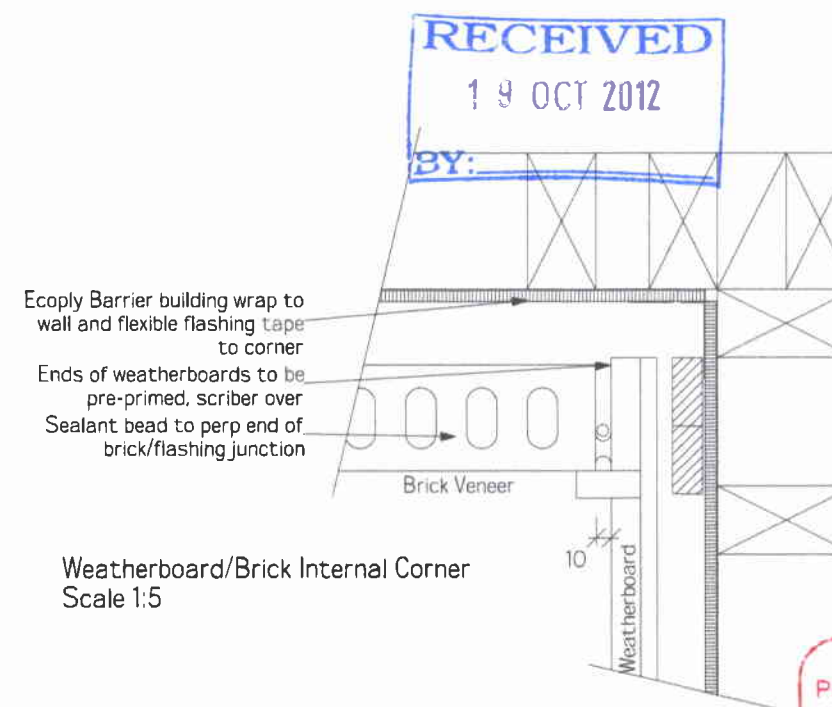 RECEIVED
19 OCT 2012
BY:
Ecoply Barrier building wrap to
wall and flexible flashing tape
to corner
Ends of weatherboards to be
pre-primed, scriber over
Sealant bead to perp end of
brick/flashing junction
Brick Veneer
10
Weatherboard
Weatherboard/Brick Internal Corner
Scale 1:5
P